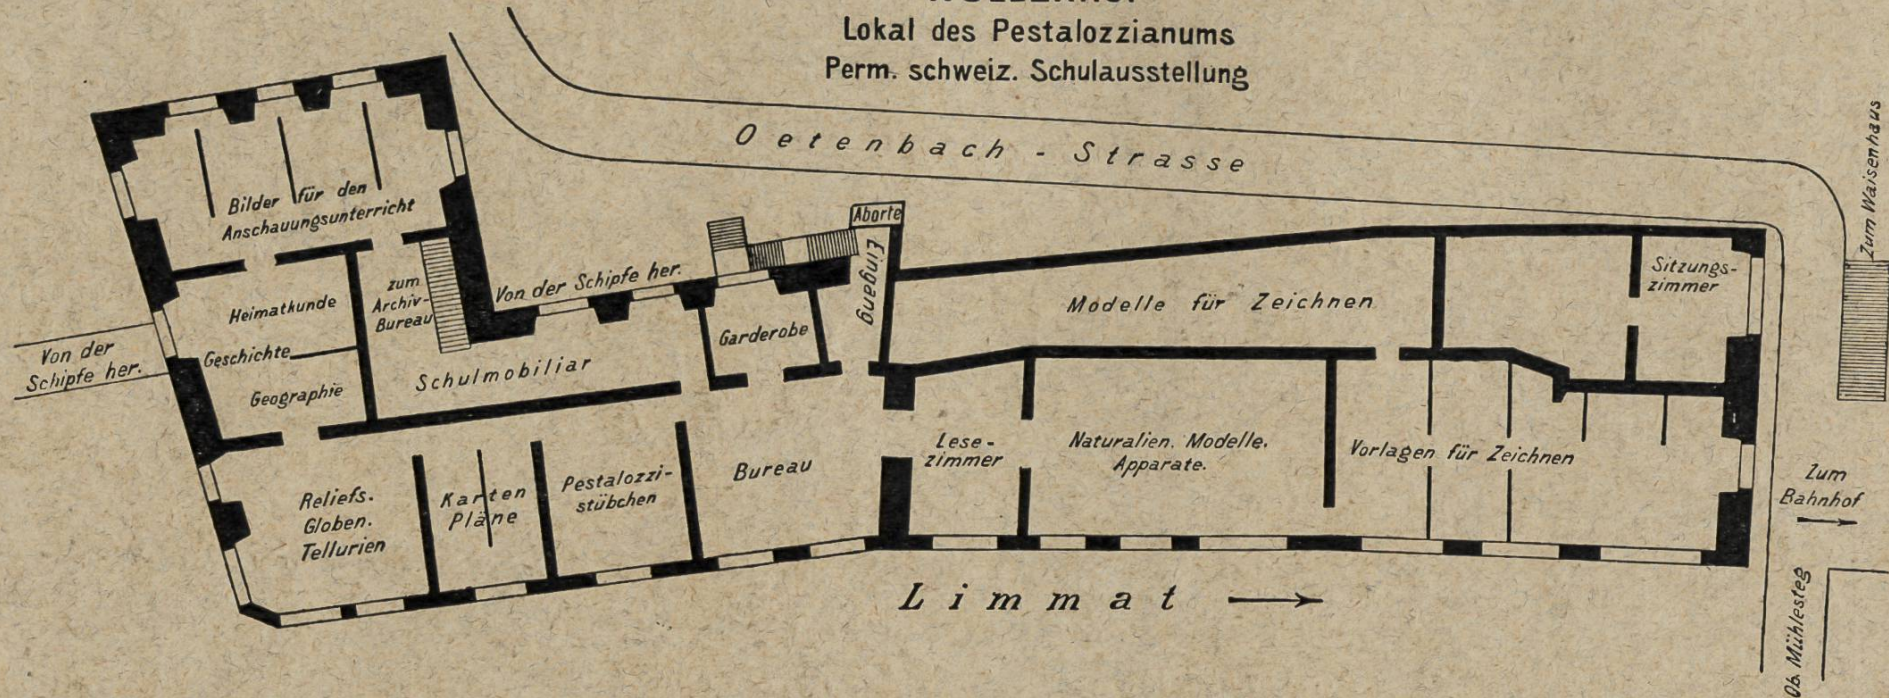 Lokal des Pestalozzianums
Perm. schweiz. Schulausstellung
Oetenbach - Strasse
Zum Waisenhaus
Bilder für den
Anschauungsunterricht
Aborte
Eingang
Von der Schipfe her.
zum
Archiv-
Bureau
Heimatkunde
Geschichte
Geographie
Von der
Schipfe her.
Schulmobiliar
Garderobe
Modelle für Zeichnen
Sitzungs-
zimmer
Reliefs.
Globen.
Tellurien
Karten
Pläne
Pestalozzi-
stübchen
Bureau
Lese-
zimmer
Naturalien. Modelle.
Apparate.
Vorlagen für Zeichnen
Zum
Bahnhof
Limmat
Ob. Mühlesteg